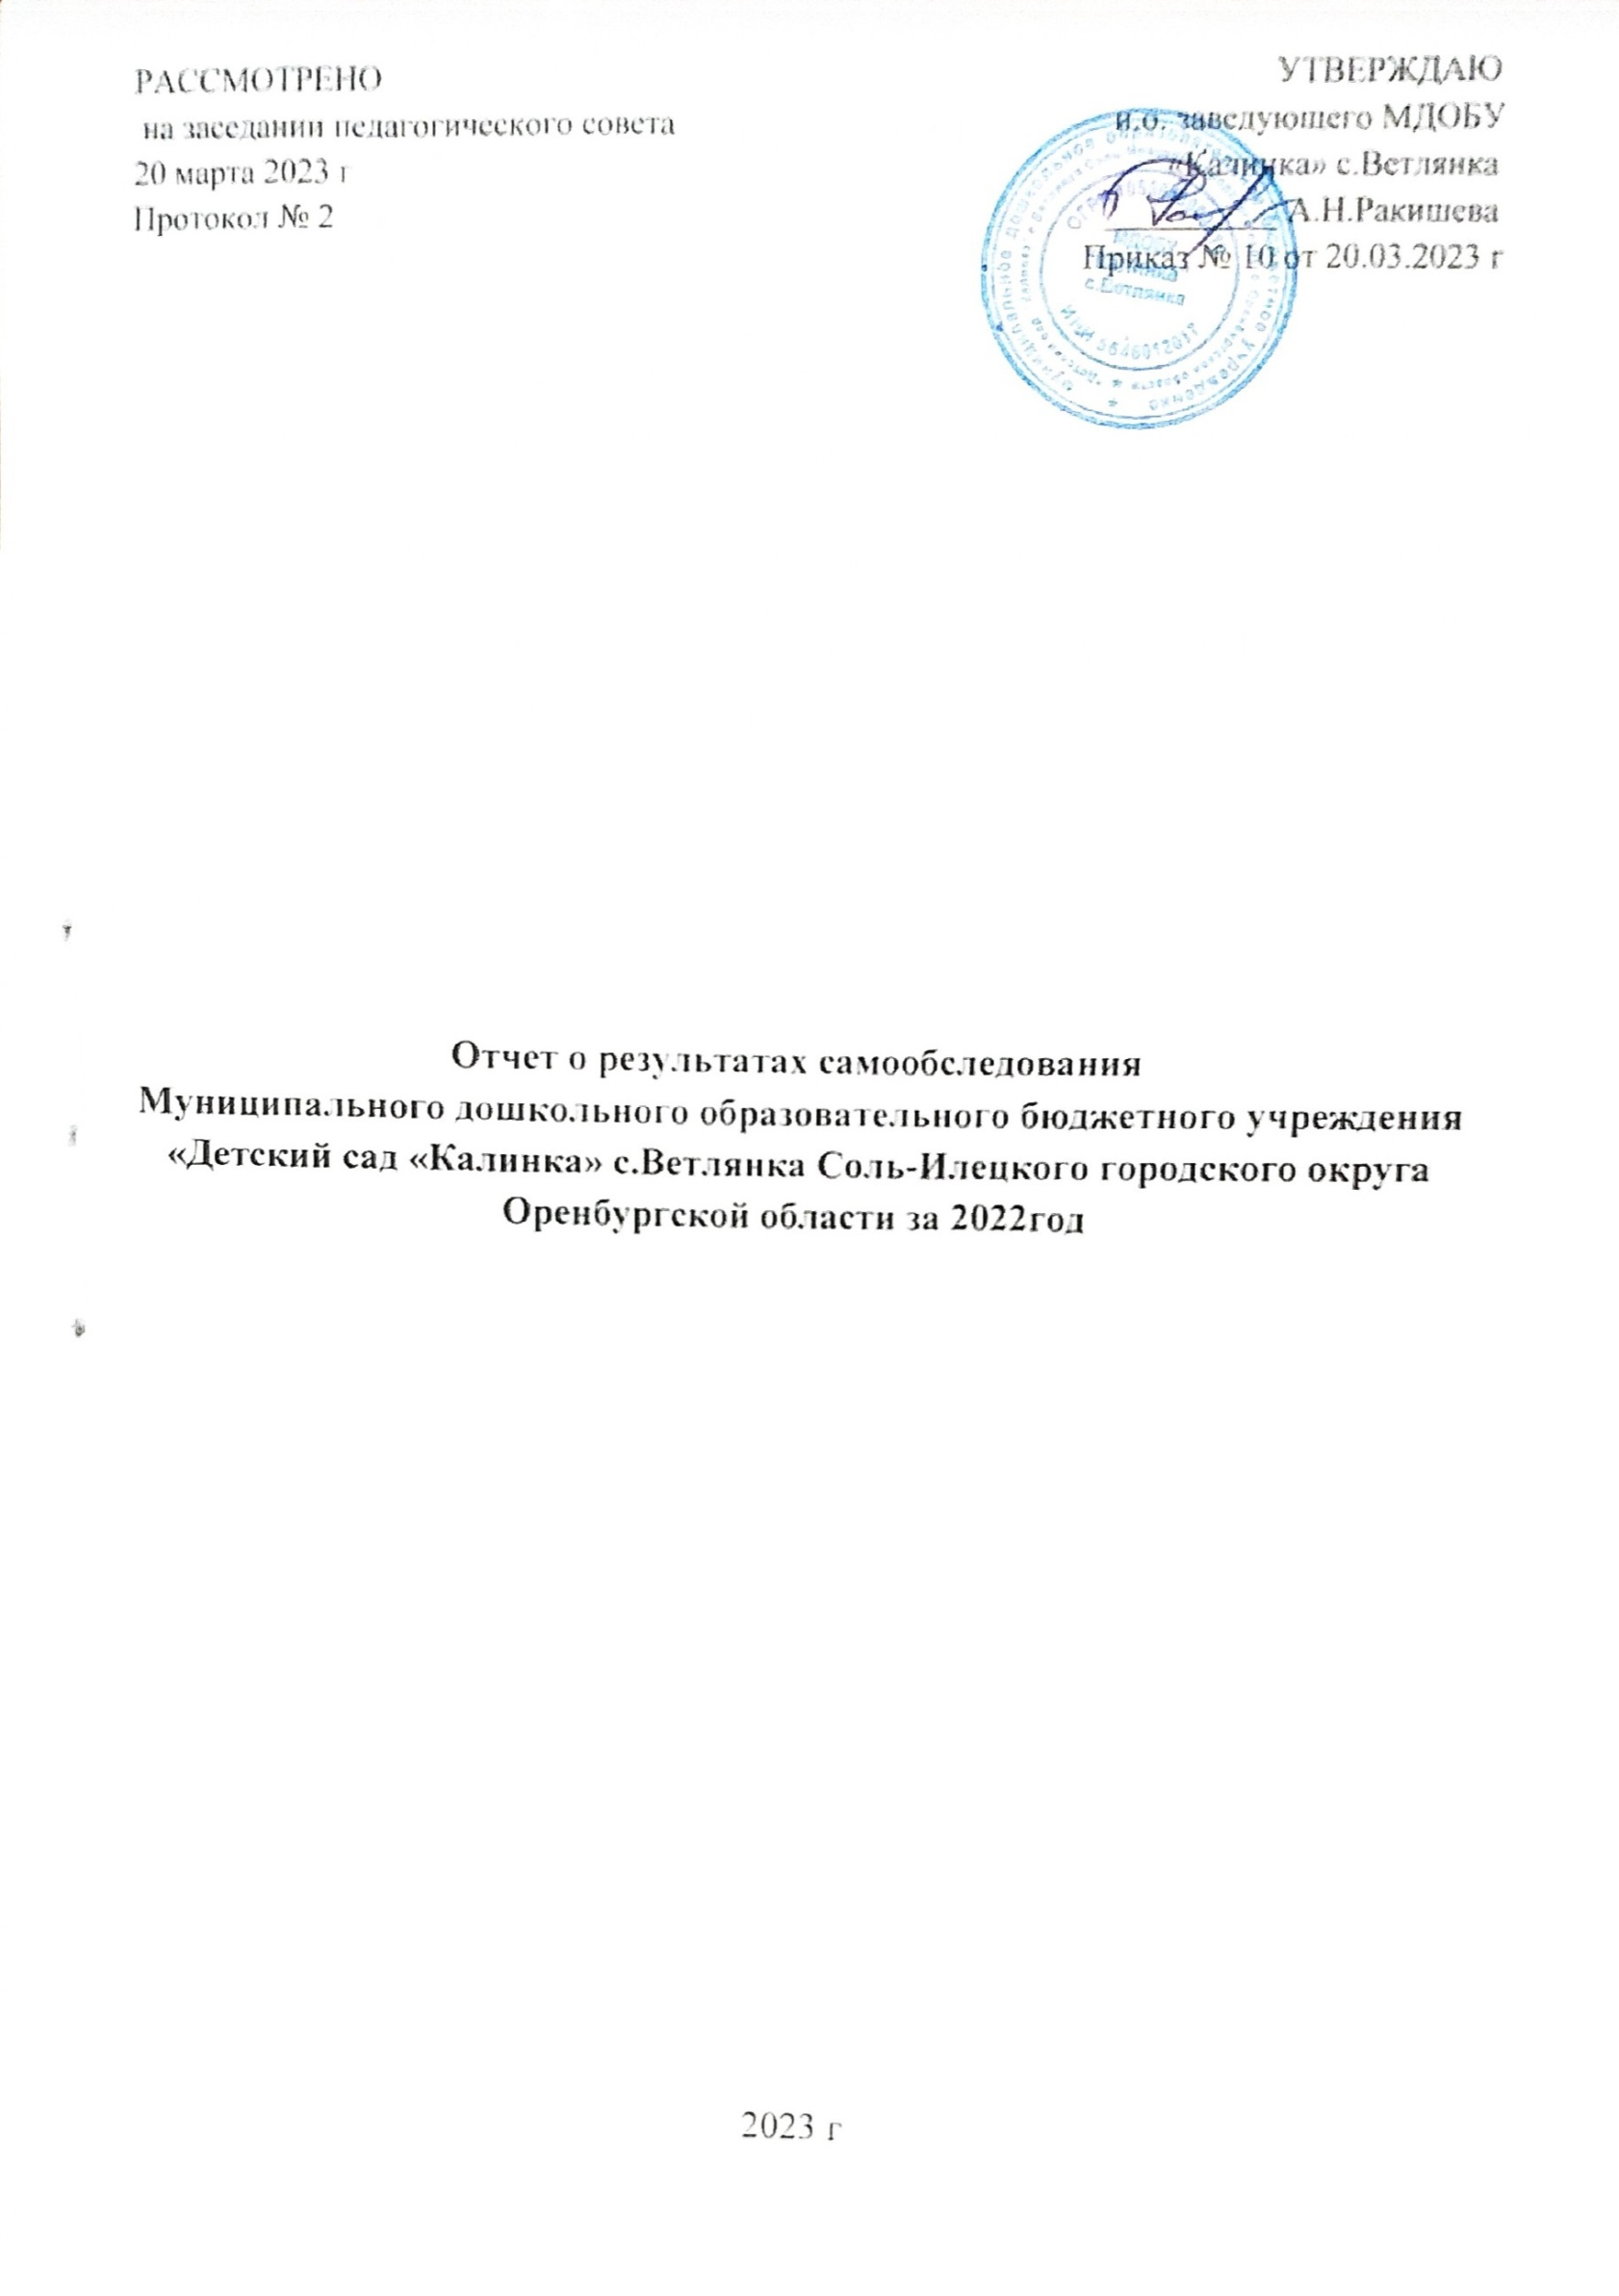 РАССМОТРЕНО
на заседании педагогического совета
20 марта 2023 г
Протокол № 2
УТВЕРЖДАЮ
и.о. заведующего МДОБУ
«Калинка» с.Ветлянка
А.Н.Ракишева
Приказ № 10 от 20.03.2023 г
с.Ветлянка
Отчет о результатах самообследования
Муниципального дошкольного образовательного бюджетного учреждения
«Детский сад «Калинка» с.Ветлянка Соль-Илецкого городского округа
Оренбургской области за 2022год
2023 г